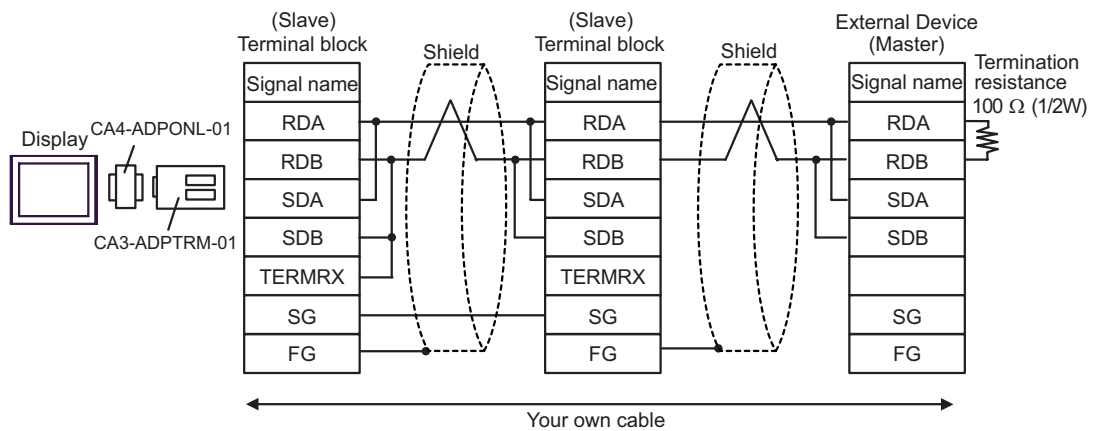 (Slave)
Terminal block
Shield
(Slave)
Terminal block
Shield
External Device
(Master)
Termination
resistance
100 Ω (1/2W)
Display
CA4-ADPONL-01
CA3-ADPTRM-01
Signal name
RDA
RDB
SDA
SDB
TERMRX
SG
FG
Signal name
RDA
RDB
SDA
SDB
TERMRX
SG
FG
Signal name
RDA
RDB
SDA
SDB
SG
FG
Your own cable